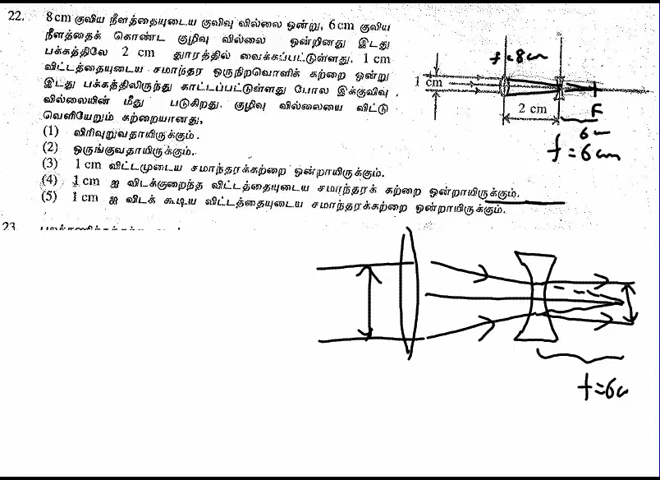 22. 8 cm குவிய நீளத்தையுடைய குவிவு வில்லை ஒன்று, 6 cm குவிய
நீளத்தைக் கொண்ட குழிவு வில்லை ஒன்றினது இடது
பக்கத்திலே 2 cm தூரத்தில் வைக்கப்பட்டுள்ளது. 1 cm
விட்டத்தையுடைய சமாந்தர ஒருநிறவொளிக் கற்றை ஒன்று
இடது பக்கத்திலிருந்து காட்டப்பட்டுள்ளது போல இக்குவிவு
வில்லையின் மீது படுகிறது. குழிவு வில்லையை விட்டு
வெளியேறும் கற்றையானது,
(1) விரிவுறுவதாயிருக்கும்.
(2) ஒருங்குவதாயிருக்கும்.
(3) 1 cm விட்டமுடைய சமாந்தரக்கற்றை ஒன்றாயிருக்கும்.
(4) 1 cm ஐ விடக்குறைந்த விட்டத்தையுடைய சமாந்தரக் கற்றை ஒன்றாயிருக்கும்.
(5) 1 cm ஐ விடக் கூடிய விட்டத்தையுடைய சமாந்தரக்கற்றை ஒன்றாயிருக்கும்.
f=8cm
1 cm
2 cm
F
f=6cm
23
f=6c